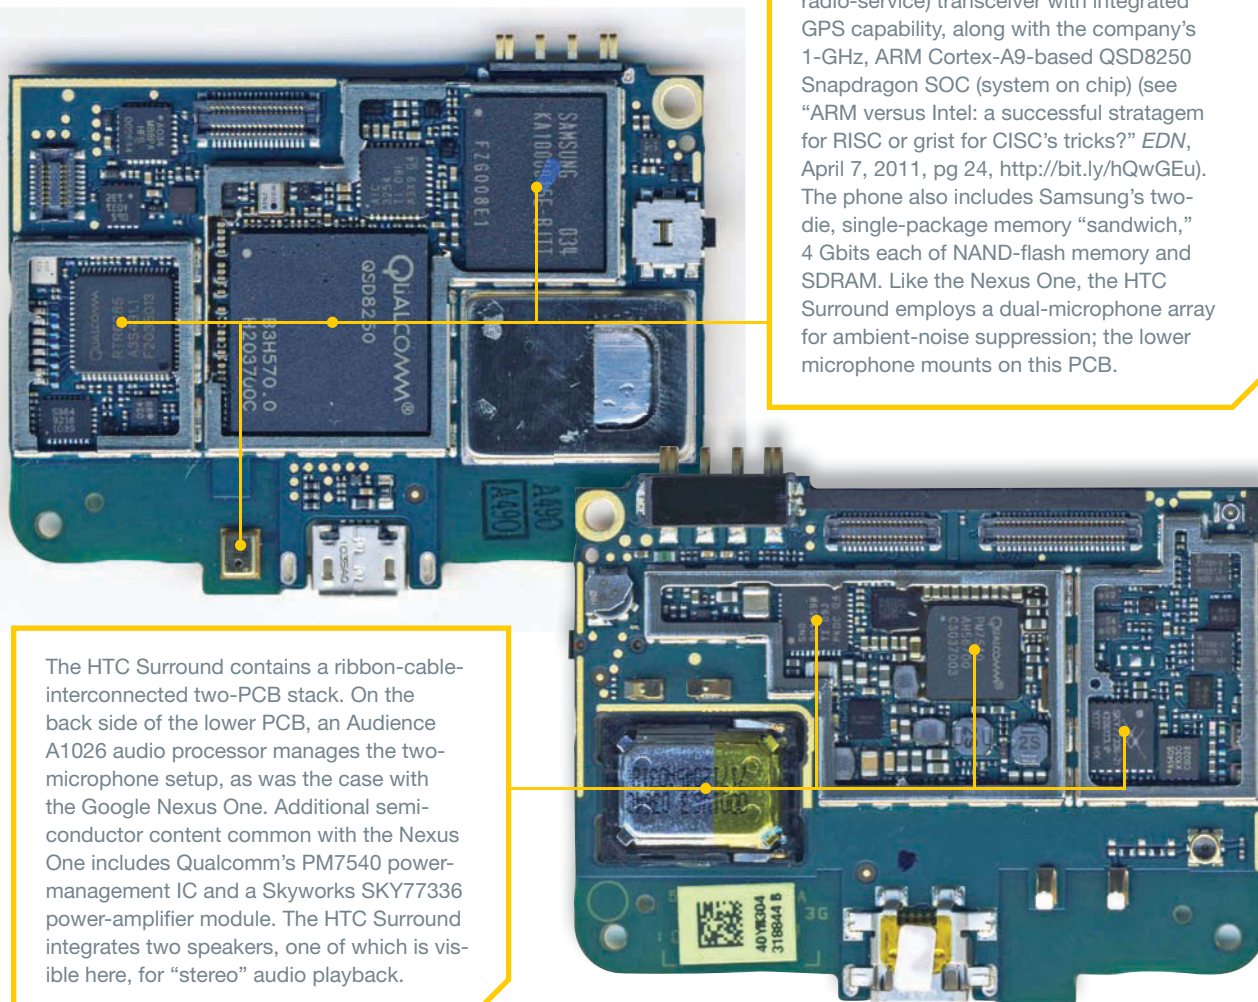 radio-service) transceiver with integrated
GPS capability, along with the company’s
1-GHz, ARM Cortex-A9-based QSD8250
Snapdragon SOC (system on chip) (see
“ARM versus Intel: a successful stratagem
for RISC or grist for CISC’s tricks?” EDN,
April 7, 2011, pg 24, http://bit.ly/hQwGEu).
The phone also includes Samsung’s two-
die, single-package memory “sandwich,”
4 Gbits each of NAND-flash memory and
SDRAM. Like the Nexus One, the HTC
Surround employs a dual-microphone array
for ambient-noise suppression; the lower
microphone mounts on this PCB.
SAMSUNG 034
FZG008E1
QUALCOMM®
QSD8250
B3H570.0
QUALCOMM
A490
A490
The HTC Surround contains a ribbon-cable-
interconnected two-PCB stack. On the
back side of the lower PCB, an Audience
A1026 audio processor manages the two-
microphone setup, as was the case with
the Google Nexus One. Additional semi-
conductor content common with the Nexus
One includes Qualcomm’s PM7540 power-
management IC and a Skyworks SKY77336
power-amplifier module. The HTC Surround
integrates two speakers, one of which is vis-
ible here, for “stereo” audio playback.
QUALCOMM
3G
318844 B